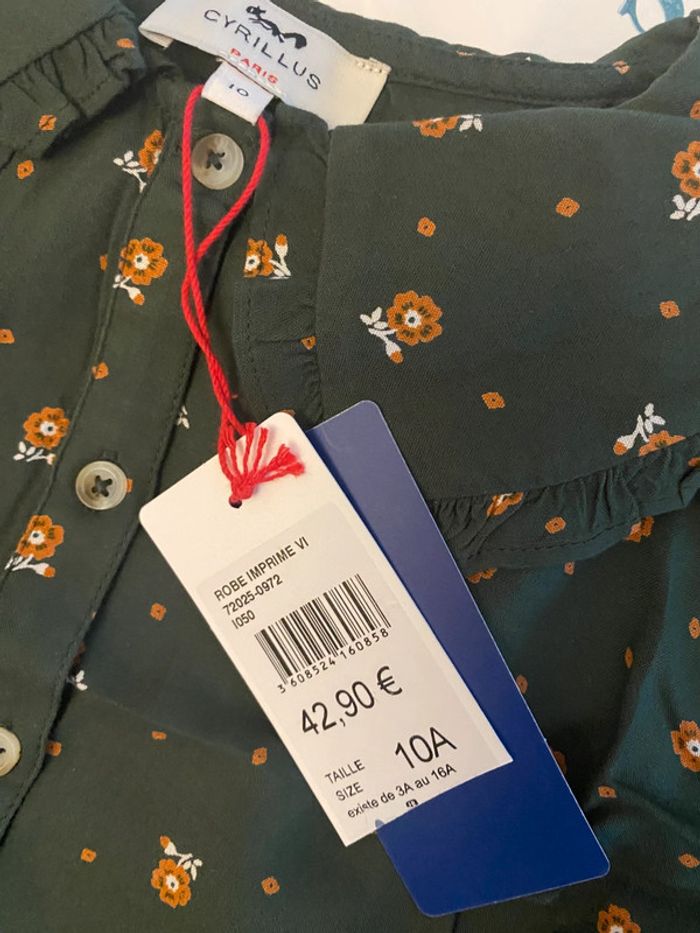 CYRILLUS
PARIS
10
ROBE IMPRIME VI
72025-0972
I050
3 608524 160858
42,90 €
TAILLE
SIZE
10A
existe de 3A au 16A